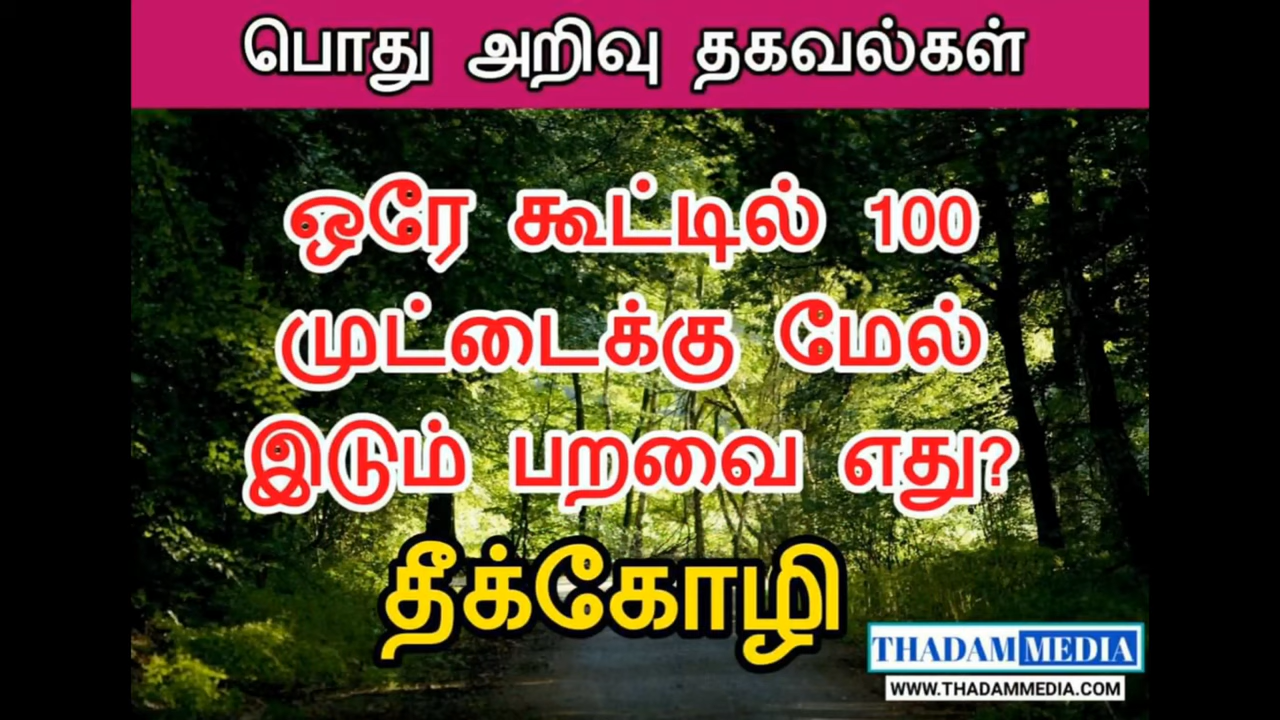 பொது அறிவு தகவல்கள்
ஒரே கூட்டில் 100
முட்டைக்கு மேல்
இடும் பறவை எது?
தீக்கோழி
THADAM MEDIA
WWW.THADAMMEDIA.COM